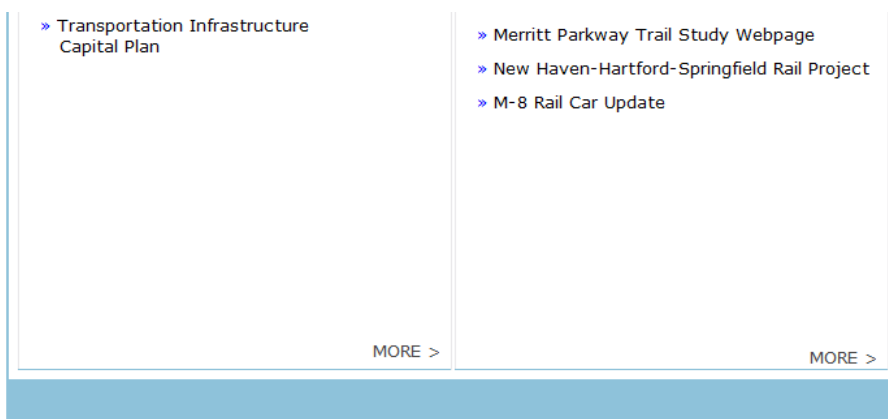 » Transportation Infrastructure
Capital Plan
MORE >
» Merritt Parkway Trail Study Webpage
» New Haven-Hartford-Springfield Rail Project
» M-8 Rail Car Update
MORE >